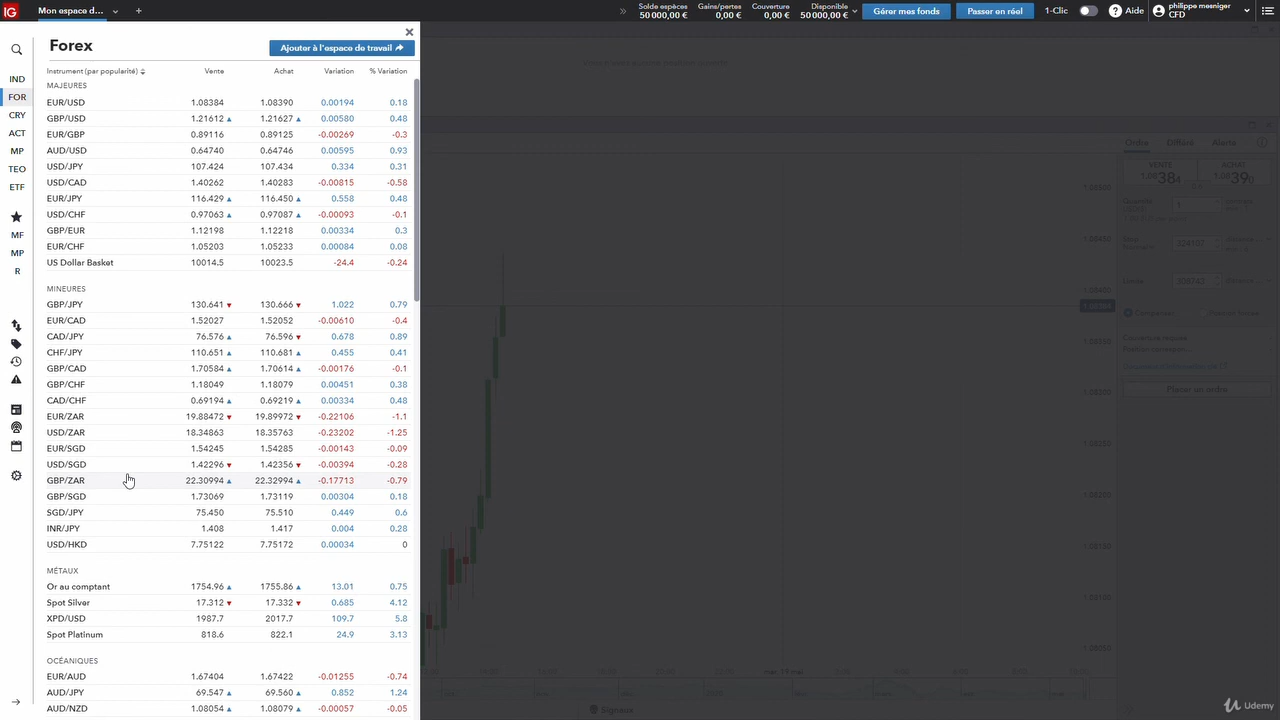 IG Mon espace d... + » Solde espèces 50 000,00 € Gains/pertes 0,00 € Couverture 0,00 € Disponible 50 000,00 € Gérer mes fonds Passer en réel 1-Clic Aide philippe mesniger CFD
Forex
Ajouter à l'espace de travail
Instrument (par popularité) Vente Achat Variation % Variation
MAJEURES
EUR/USD 1.08384 1.08390 0.00194 0.18
GBP/USD 1.21612 1.21627 0.00580 0.48
EUR/GBP 0.89116 0.89125 -0.00269 -0.3
AUD/USD 0.64740 0.64746 0.00595 0.93
USD/JPY 107.424 107.434 0.334 0.31
USD/CAD 1.40262 1.40283 -0.00815 -0.58
EUR/JPY 116.429 116.450 0.558 0.48
USD/CHF 0.97063 0.97087 -0.00093 -0.1
GBP/EUR 1.12198 1.12218 0.00334 0.3
EUR/CHF 1.05203 1.05233 0.00084 0.08
US Dollar Basket 10014.5 10023.5 -24.4 -0.24
MINEURES
GBP/JPY 130.641 130.666 1.022 0.79
EUR/CAD 1.52027 1.52052 -0.00610 -0.4
CAD/JPY 76.576 76.596 0.678 0.89
CHF/JPY 110.651 110.681 0.455 0.41
GBP/CAD 1.70584 1.70614 -0.00176 -0.1
GBP/CHF 1.18049 1.18079 0.00451 0.38
CAD/CHF 0.69194 0.69219 0.00334 0.48
EUR/ZAR 19.88472 19.89972 -0.22106 -1.1
USD/ZAR 18.34863 18.35763 -0.23202 -1.25
EUR/SGD 1.54245 1.54285 -0.00143 -0.09
USD/SGD 1.42296 1.42356 -0.00394 -0.28
GBP/ZAR 22.30994 22.32994 -0.17713 -0.79
GBP/SGD 1.73069 1.73119 0.00304 0.18
SGD/JPY 75.450 75.510 0.449 0.6
INR/JPY 1.408 1.417 0.004 0.28
USD/HKD 7.75122 7.75172 0.00034 0
MÉTAUX
Or au comptant 1754.96 1755.86 13.01 0.75
Spot Silver 17.312 17.332 0.685 4.12
XPD/USD 1987.7 2017.7 109.7 5.8
Spot Platinum 818.6 822.1 24.9 3.13
OCÉANIQUES
EUR/AUD 1.67404 1.67422 -0.01255 -0.74
AUD/JPY 69.547 69.560 0.852 1.24
AUD/NZD 1.08054 1.08079 -0.00057 -0.05
IND
FOR
CRY
ACT
MP
TEO
ETF
MF
MP
R
Ordre Alerte
VENTE ACHAT
1.08384 1.08390
Placer un ordre
Signaux
Udemy